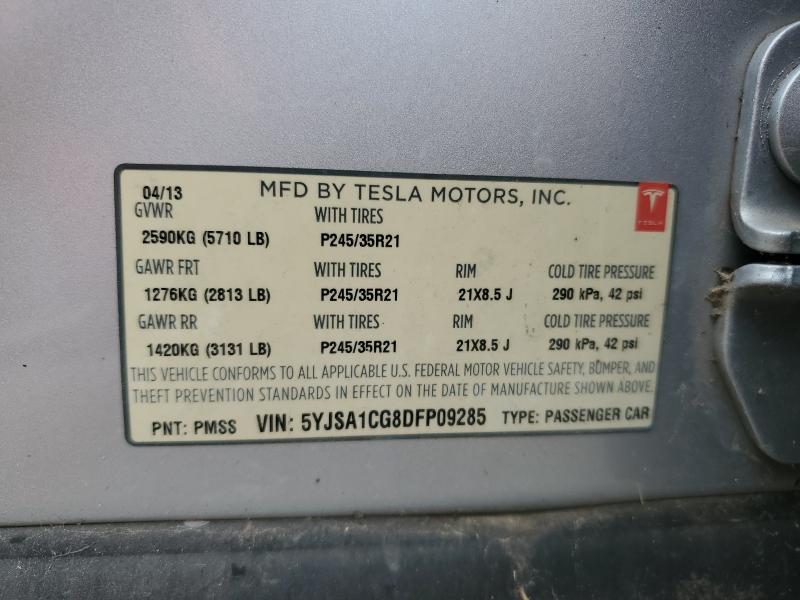 04/13 MFD BY TESLA MOTORS, INC.
TESLA
GVWR WITH TIRES
2590KG (5710 LB) P245/35R21
GAWR FRT WITH TIRES RIM COLD TIRE PRESSURE
1276KG (2813 LB) P245/35R21 21X8.5 J 290 kPa, 42 psi
GAWR RR WITH TIRES RIM COLD TIRE PRESSURE
1420KG (3131 LB) P245/35R21 21X8.5 J 290 kPa, 42 psi
THIS VEHICLE CONFORMS TO ALL APPLICABLE U.S. FEDERAL MOTOR VEHICLE SAFETY, BUMPER, AND
THEFT PREVENTION STANDARDS IN EFFECT ON THE DATE OF MANUFACTURE SHOWN ABOVE.
PNT: PMSS VIN: 5YJSA1CG8DFP09285 TYPE: PASSENGER CAR